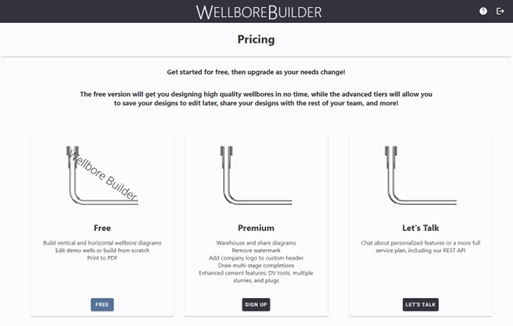 WELLBOREBUILDER
Pricing
Get started for free, then upgrade as your needs change!
The free version will get you designing high quality wellbores in no time, while the advanced tiers will allow you
to save your designs to edit later, share your designs with the rest of your team, and more!
Wellbore Builder
Free
Build vertical and horizontal wellbore diagrams
Edit demo wells or build from scratch
Print to PDF
FREE
Premium
Warehouse and share diagrams
Remove watermark
Add company logo to custom header
Draw multi-stage completions
Enhanced cement features: DV tools, multiple
slurries, and plugs
SIGN UP
Let's Talk
Chat about personalized features or a more full
service plan, including our REST API
LET'S TALK